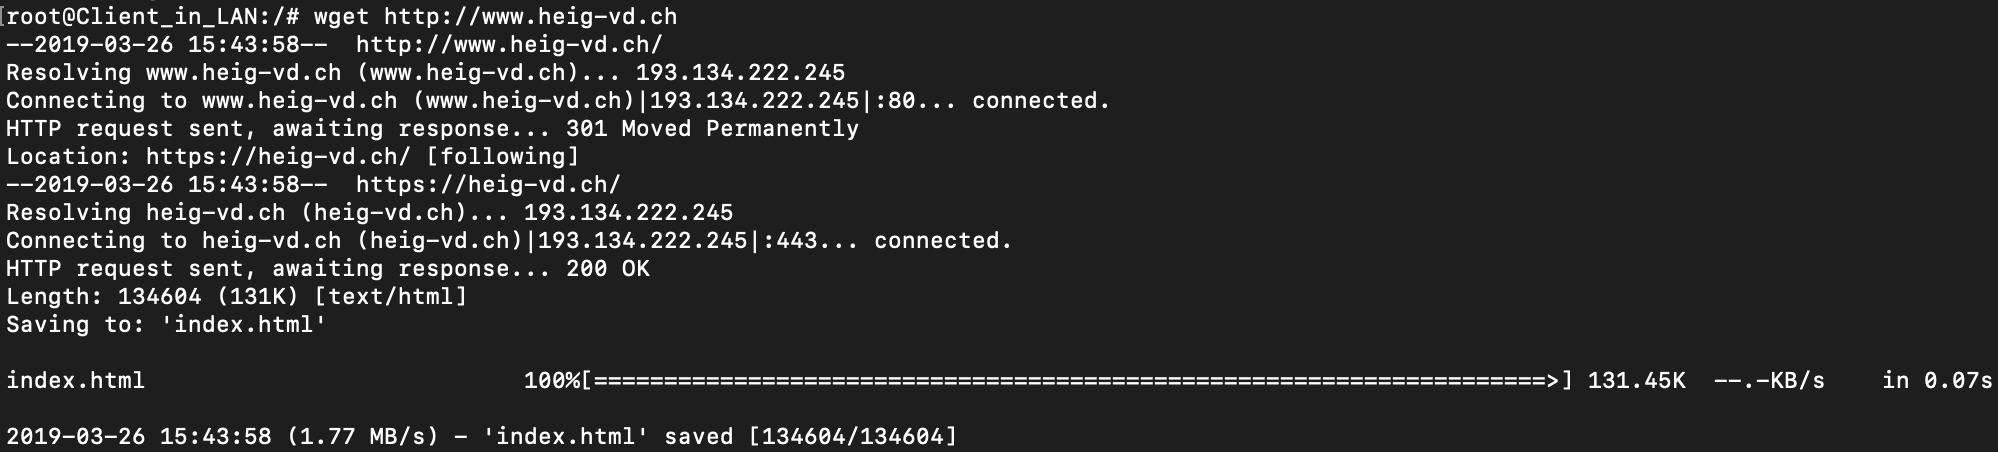 [root@Client_in_LAN:/# wget http://www.heig-vd.ch
--2019-03-26 15:43:58--  http://www.heig-vd.ch/
Resolving www.heig-vd.ch (www.heig-vd.ch)... 193.134.222.245
Connecting to www.heig-vd.ch (www.heig-vd.ch)|193.134.222.245|:80... connected.
HTTP request sent, awaiting response... 301 Moved Permanently
Location: https://heig-vd.ch/ [following]
--2019-03-26 15:43:58--  https://heig-vd.ch/
Resolving heig-vd.ch (heig-vd.ch)... 193.134.222.245
Connecting to heig-vd.ch (heig-vd.ch)|193.134.222.245|:443... connected.
HTTP request sent, awaiting response... 200 OK
Length: 134604 (131K) [text/html]
Saving to: 'index.html'
index.html                           100%[====================================================================>] 131.45K  --.-KB/s    in 0.07s
2019-03-26 15:43:58 (1.77 MB/s) - 'index.html' saved [134604/134604]